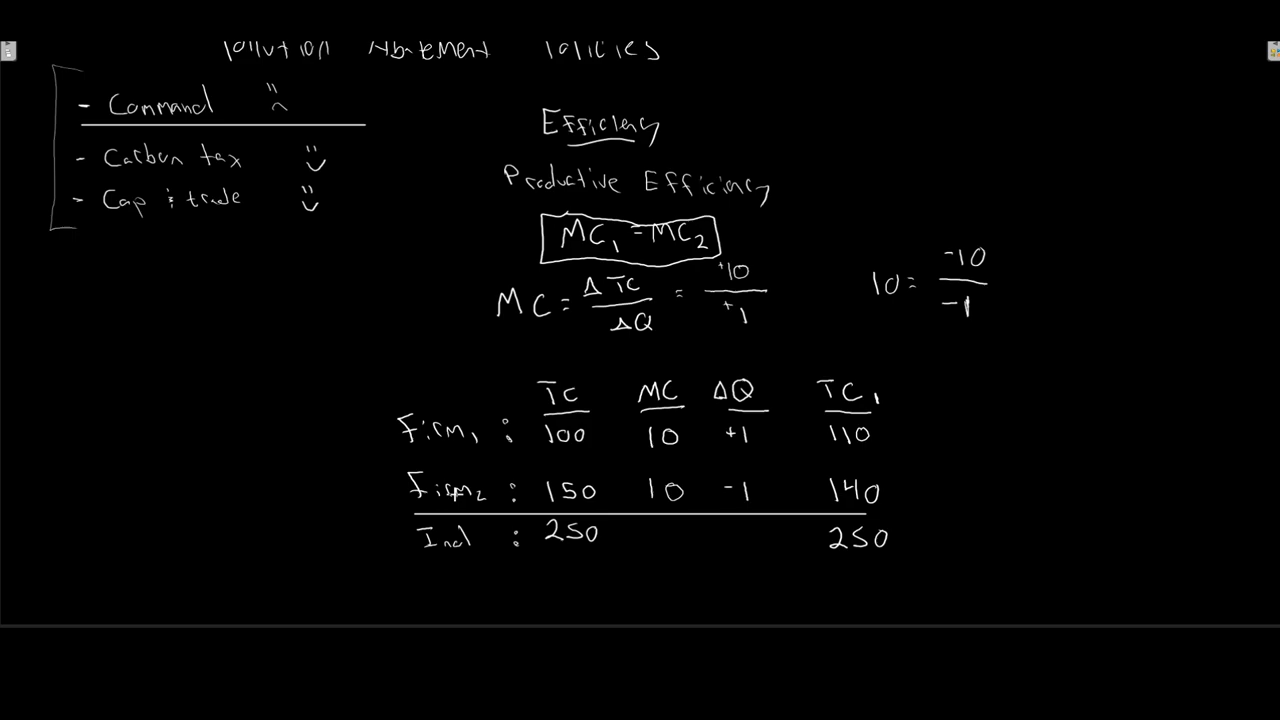 Pollution Abatement Policies
- Command
- Carbon tax
- Cap & trade
Efficiency
Productive Efficiency
MC₁ = MC₂
MC = ΔTC/ΔQ = +10/+1
10 = -10/-1
TC MC ΔQ TC₁
Firm₁ : 100 10 +1 110
Firm₂ : 150 10 -1 140
Ind : 250 250